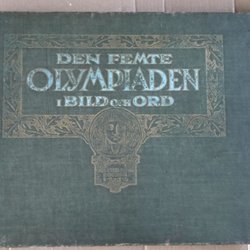 DEN FEMTE
OLYMPIADEN
I BILD OCH ORD